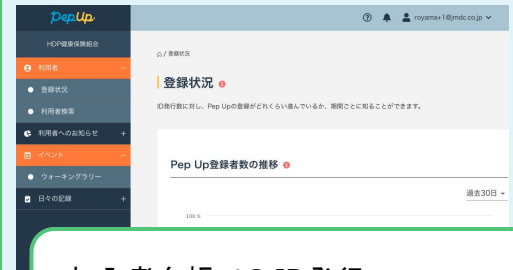 PepUp
royama+1@jmdc.co.jp
HDP健康保険組合
利用者 −
登録状況
利用者検索
利用者へのお知らせ +
イベント −
ウォーキングラリー
日々の記録 +
/ 登録状況
登録状況
ID発行数に対し、Pep Upの登録がどれくらい進んでいるか、期間ごとに知ることができます。
Pep Up登録者数の推移
過去30日
100 %